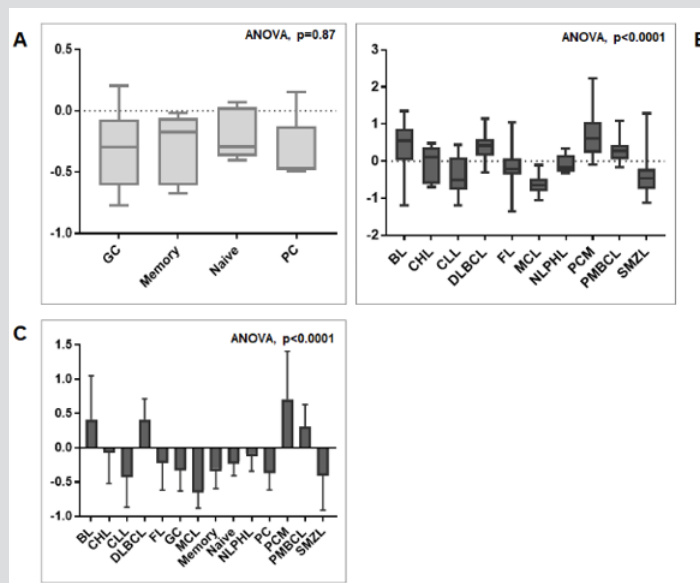 A
ANOVA, p=0.87
0.5
0.0
-0.5
-1.0
GC
Memory
Naive
PC
ANOVA, p<0.0001
3
2
1
0
-1
-2
BL
CHL
CLL
DLBCL
FL
MCL
NLPHL
PCM
PMBCL
SMZL
C
ANOVA, p<0.0001
1.5
1.0
0.5
0.0
-0.5
-1.0
BL
CHL
CLL
DLBCL
FL
GC
MCL
Memory
Naive
NLPHL
PC
PCM
PMBCL
SMZL